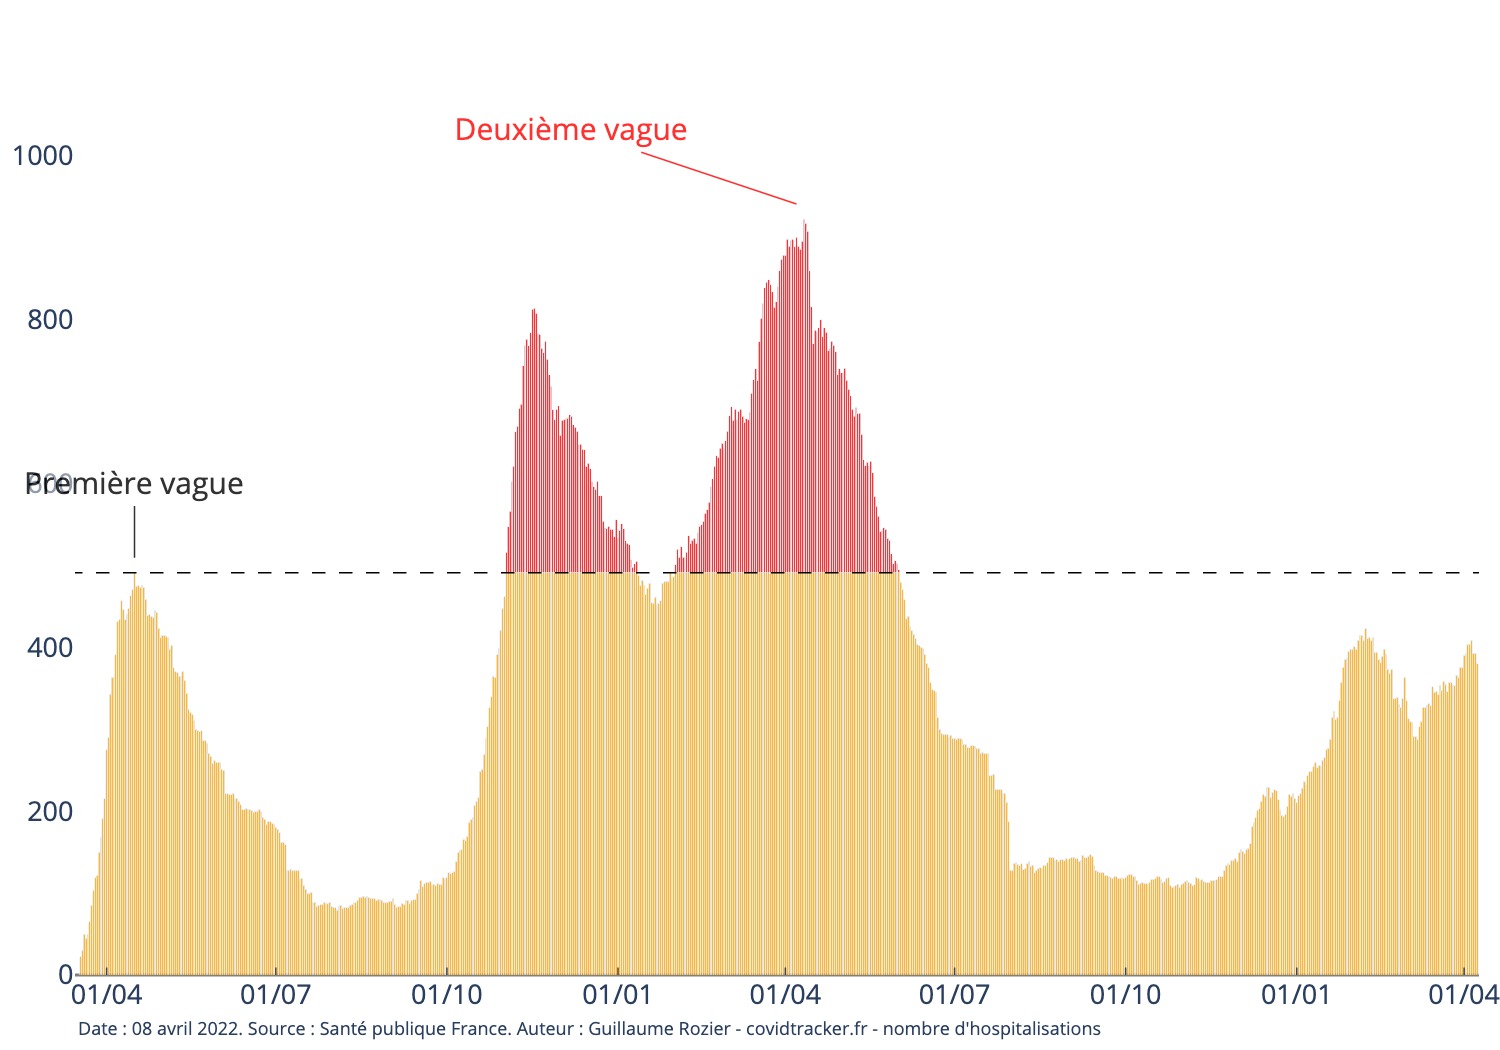 Deuxième vague
1000
800
600
Première vague
400
200
0
01/04 01/07 01/10 01/01 01/04 01/07 01/10 01/01 01/04
Date : 08 avril 2022. Source : Santé publique France. Auteur : Guillaume Rozier - covidtracker.fr - nombre d'hospitalisations